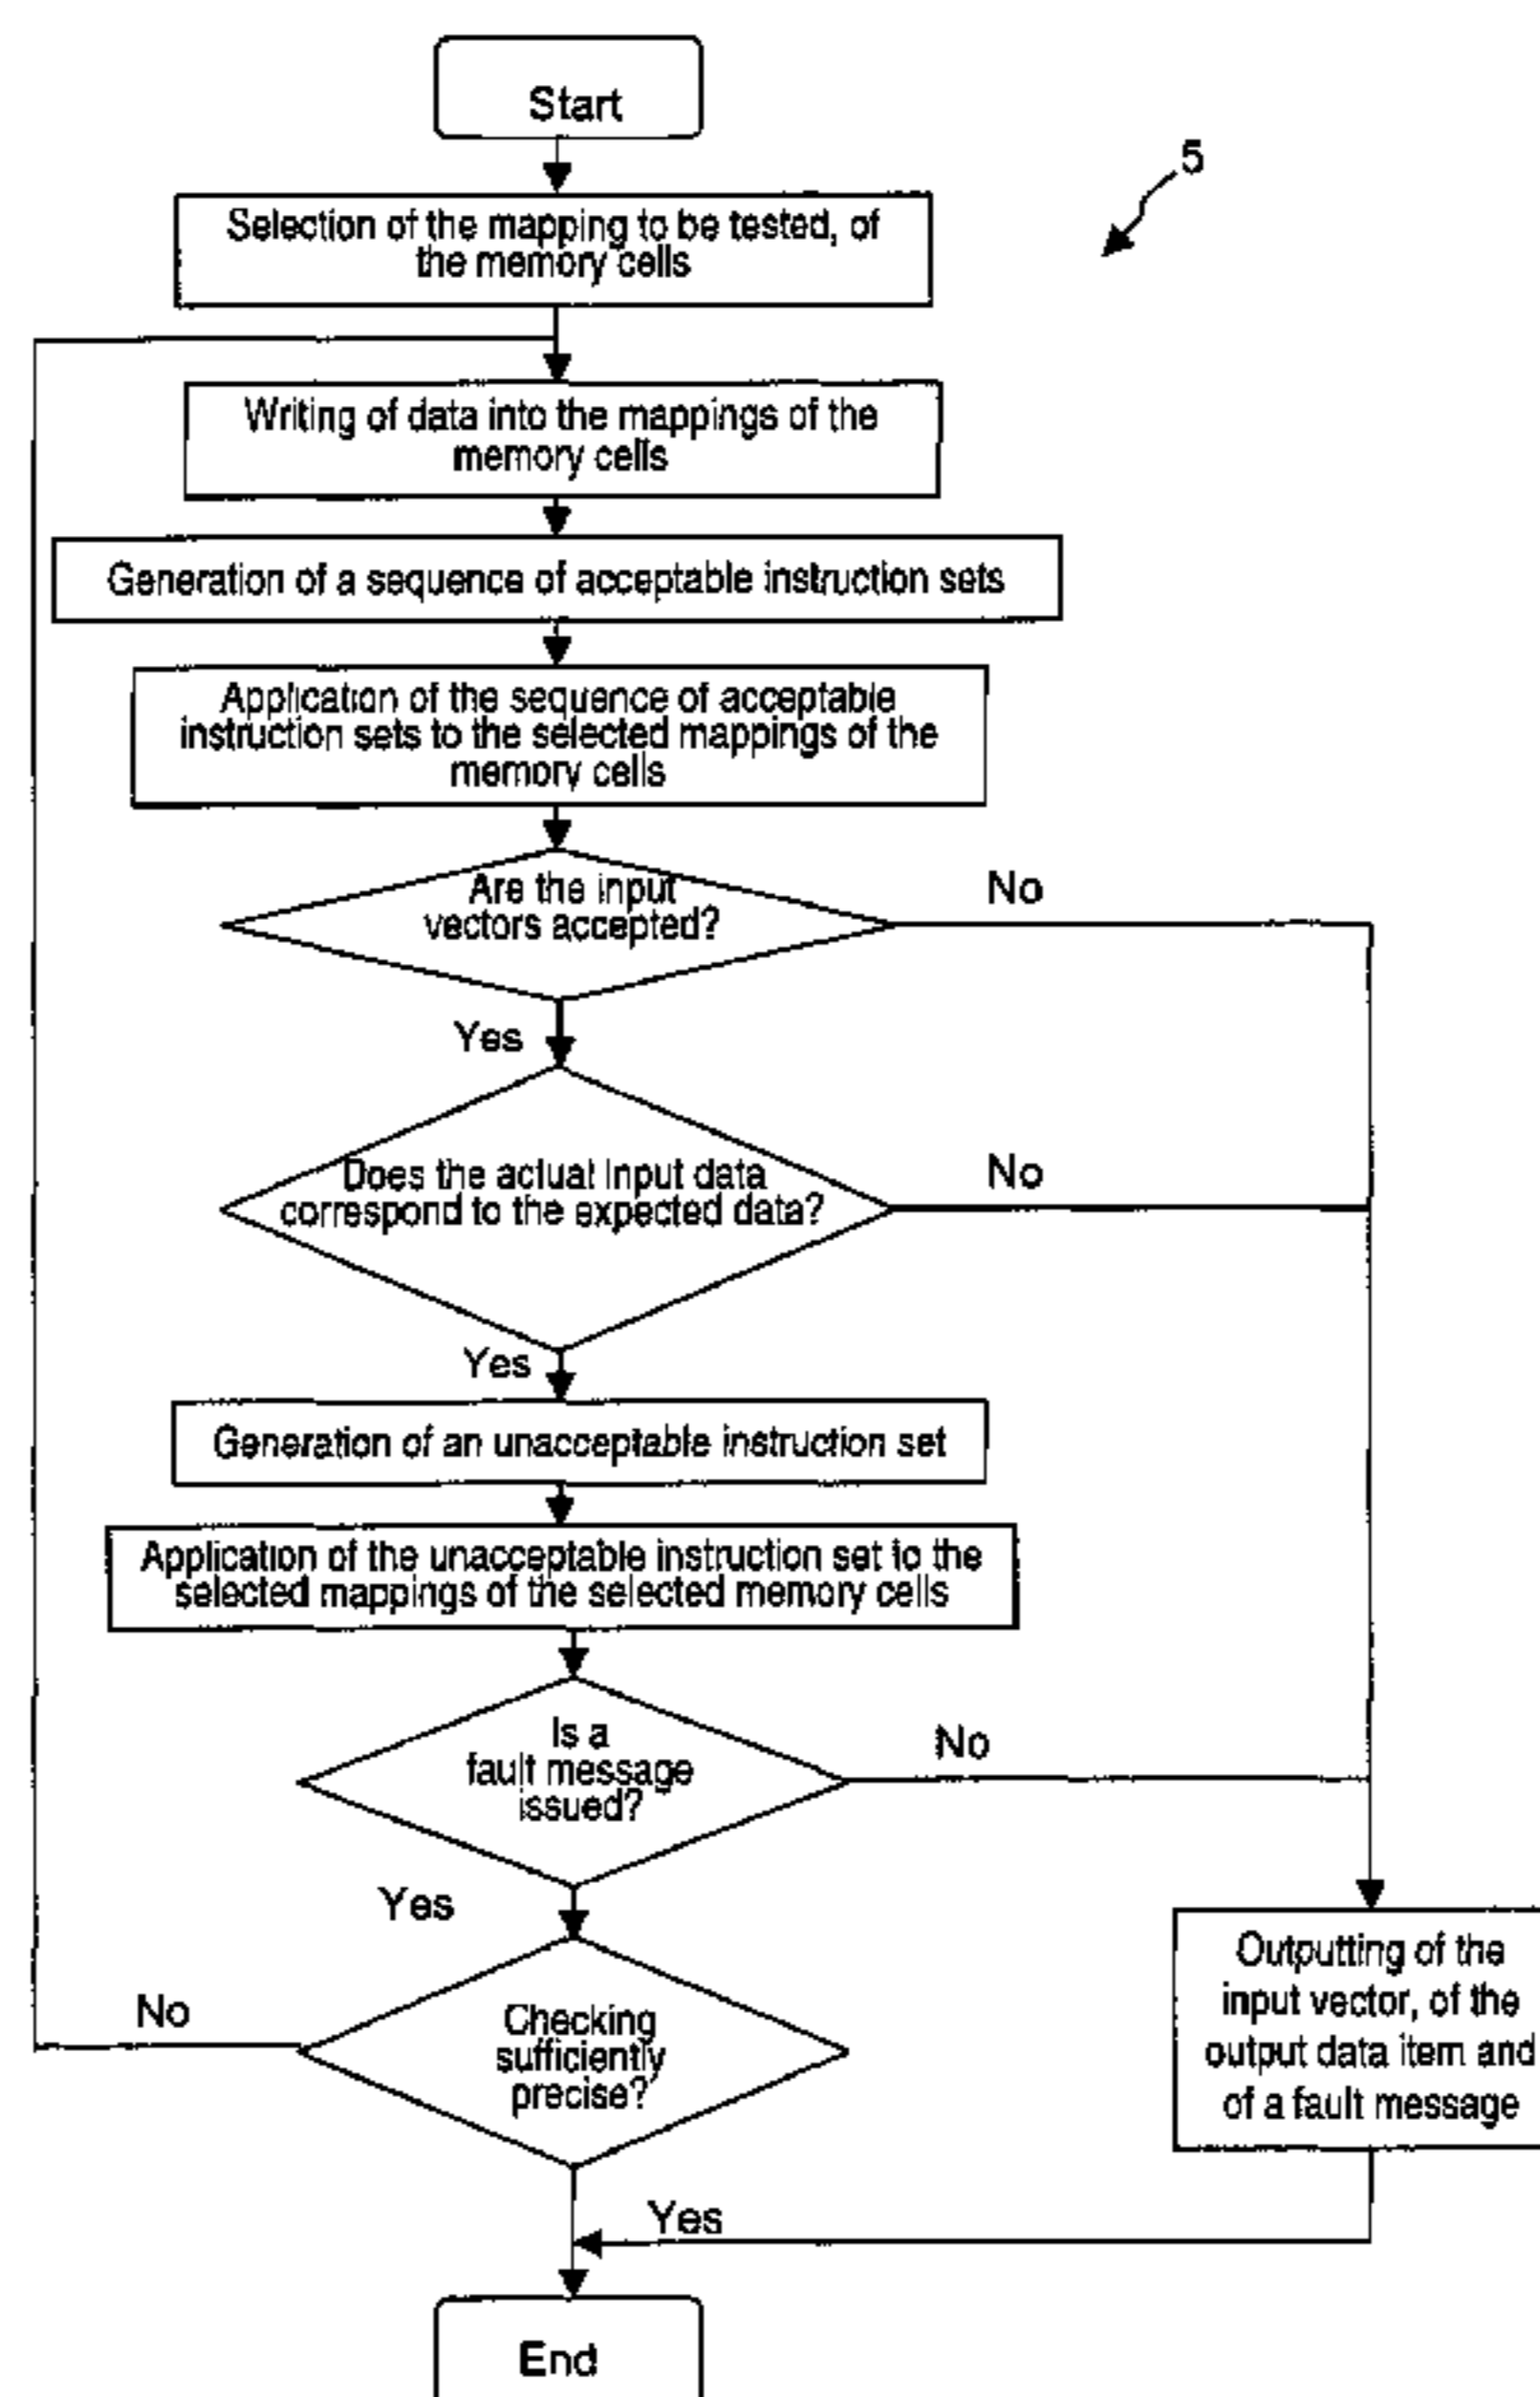 Start
5
Selection of the mapping to be tested, of
the memory cells
Writing of data into the mappings of the
memory cells
Generation of a sequence of acceptable instruction sets
Application of the sequence of acceptable
instruction sets to the selected mappings of the
memory cells
Are the input
vectors accepted?
No
Yes
Does the actual input data
correspond to the expected data?
No
Yes
Generation of an unacceptable instruction set
Application of the unacceptable instruction set to the
selected mappings of the selected memory cells
Is a
fault message
issued?
No
Yes
Checking
sufficiently
precise?
No
Outputting of the
input vector, of the
output data item and
of a fault message
Yes
End